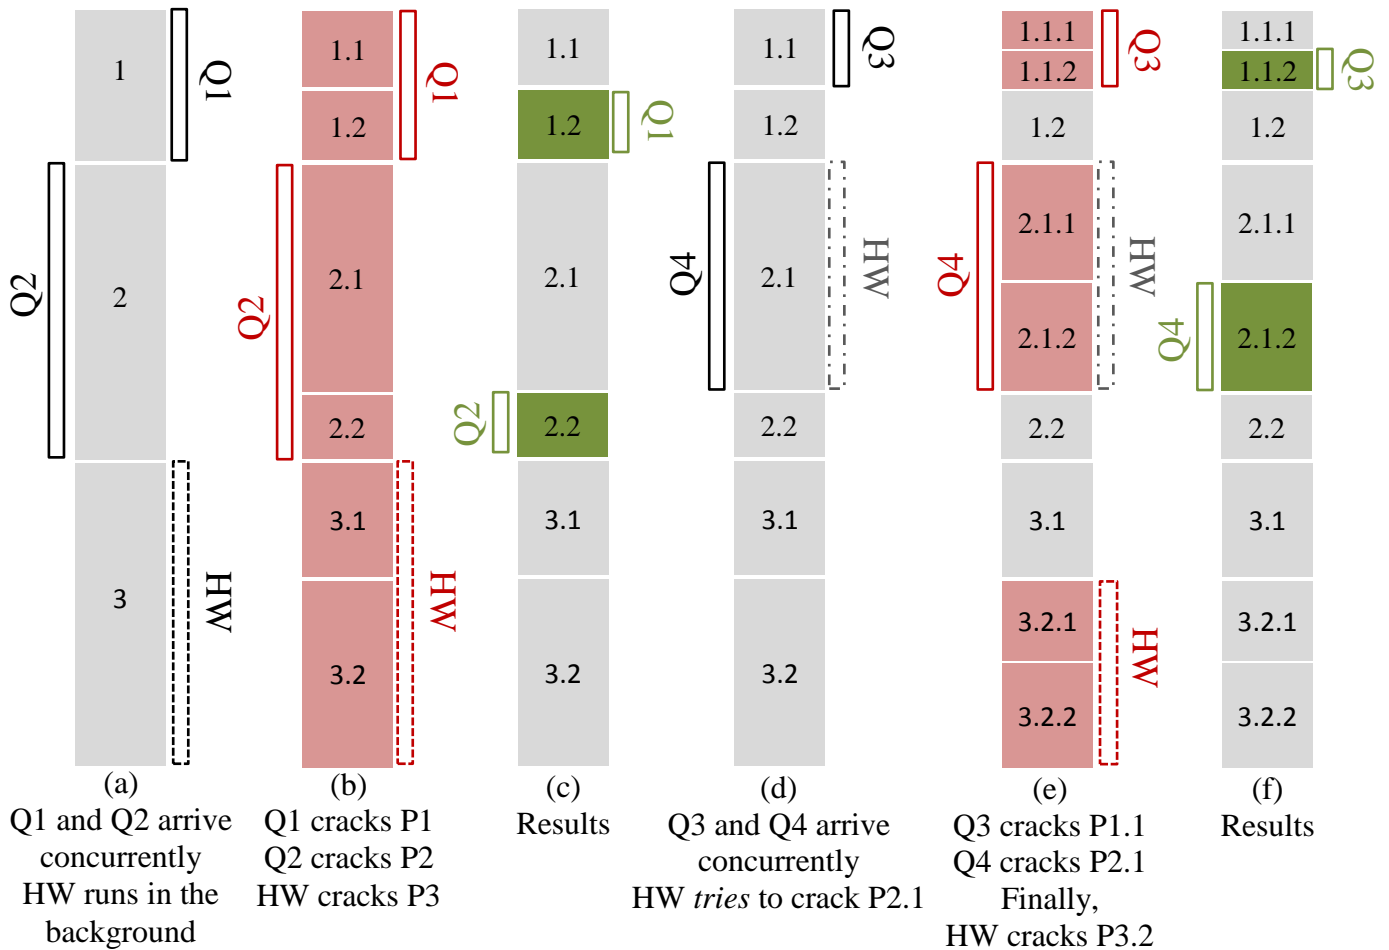 1
2
3
Q1
Q2
HW
(a)
Q1 and Q2 arrive
concurrently
HW runs in the
background
1.1
1.2
2.1
2.2
3.1
3.2
Q1
Q2
HW
(b)
Q1 cracks P1
Q2 cracks P2
HW cracks P3
1.1
1.2
2.1
2.2
3.1
3.2
Q1
Q2
(c)
Results
1.1
1.2
2.1
2.2
3.1
3.2
Q3
Q4
HW
(d)
Q3 and Q4 arrive
concurrently
HW tries to crack P2.1
1.1.1
1.1.2
1.2
2.1.1
2.1.2
2.2
3.1
3.2.1
3.2.2
Q3
Q4
HW
HW
(e)
Q3 cracks P1.1
Q4 cracks P2.1
Finally,
HW cracks P3.2
1.1.1
1.1.2
1.2
2.1.1
2.1.2
2.2
3.1
3.2.1
3.2.2
Q3
Q4
(f)
Results